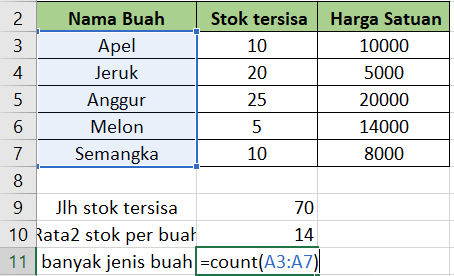 2 Nama Buah Stok tersisa Harga Satuan
3 Apel 10 10000
4 Jeruk 20 5000
5 Anggur 25 20000
6 Melon 5 14000
7 Semangka 10 8000
8
9 Jlh stok tersisa 70
10 Rata2 stok per buah 14
11 banyak jenis buah =count(A3:A7)